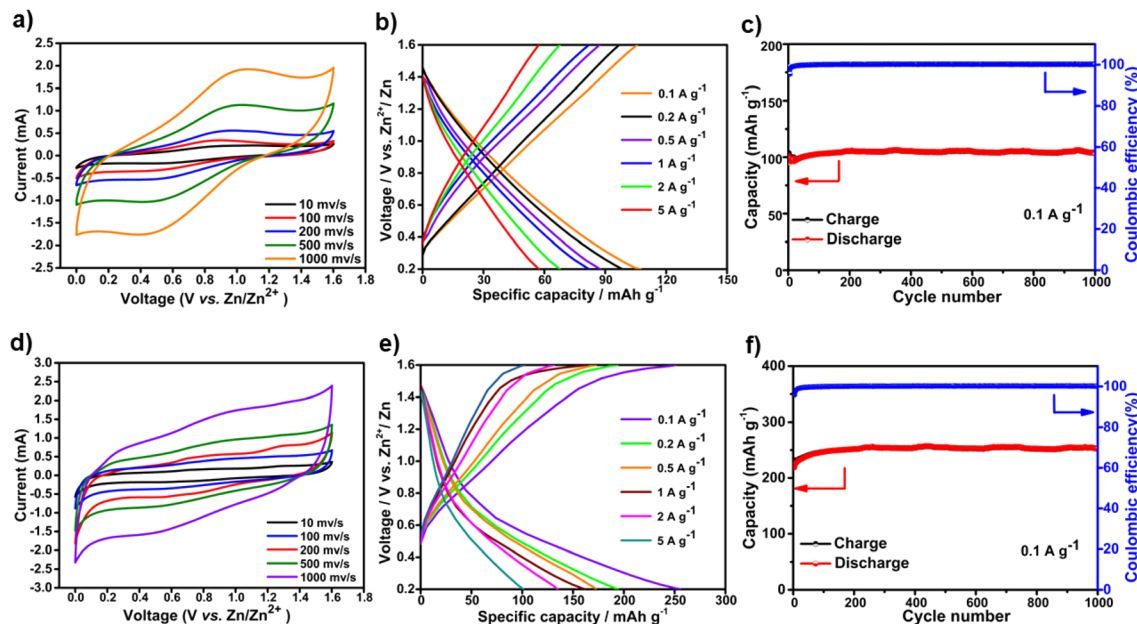 a)
2.5
2.0
1.5
1.0
0.5
0.0
-0.5
-1.0
-1.5
-2.0
-2.5
Current (mA)
0.0 0.2 0.4 0.6 0.8 1.0 1.2 1.4 1.6 1.8
Voltage (V vs. Zn/Zn2+ )
10 mv/s
100 mv/s
200 mv/s
500 mv/s
1000 mv/s
b)
1.6
1.4
1.2
1.0
0.8
0.6
0.4
0.2
Voltage / V vs. Zn2+/ Zn
0 30 60 90 120 150
Specific capacity / mAh g-1
0.1 A g-1
0.2 A g-1
0.5 A g-1
1 A g-1
2 A g-1
5 A g-1
c)
200
150
100
50
0
Capacity (mAh g-1)
0 200 400 600 800 1000
Cycle number
100
80
60
40
20
0
Coulombic efficiency (%)
Charge
Discharge
0.1 A g-1
d)
3.0
2.5
2.0
1.5
1.0
0.5
0.0
-0.5
-1.0
-1.5
-2.0
-2.5
-3.0
Current (mA)
0.0 0.2 0.4 0.6 0.8 1.0 1.2 1.4 1.6 1.8
Voltage (V vs. Zn/Zn2+
10 mv/s
100 mv/s
200 mv/s
500 mv/s
1000 mv/s
e)
1.6
1.4
1.2
1.0
0.8
0.6
0.4
0.2
Voltage / V vs. Zn2+/ Zn
0 50 100 150 200 250 300
Specific capacity / mAh g-1
0.1 A g-1
0.2 A g-1
0.5 A g-1
1 A g-1
2 A g-1
5 A g-1
f)
400
350
300
250
200
150
100
50
0
Capacity (mAh g-1)
0 200 400 600 800 1000
Cycle number
100
80
60
40
20
0
Coulombic efficiency(%)
Charge
Discharge
0.1 A g-1